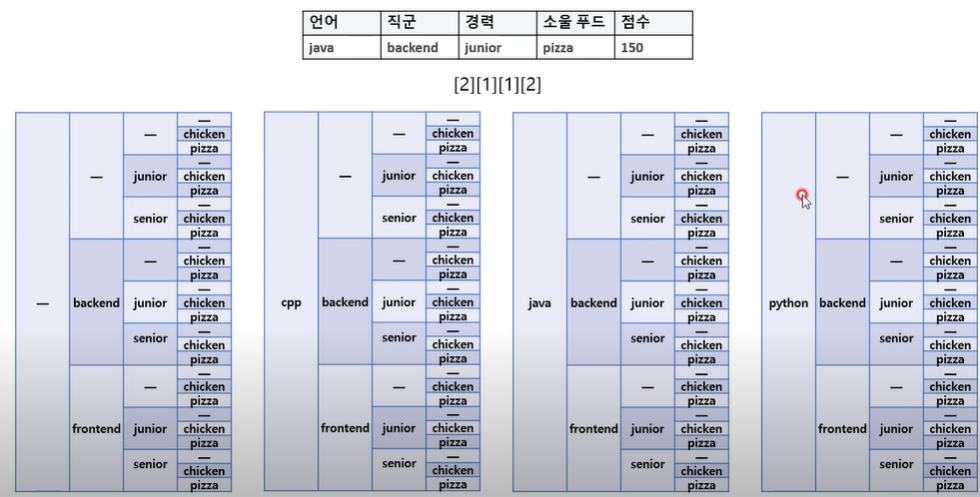 언어 직군 경력 소울 푸드 점수
java backend junior pizza 150
[2][1][1][2]
—
— chicken
pizza
—
— junior chicken
pizza
—
senior chicken
pizza
—
— chicken
pizza
—
— backend junior chicken
pizza
—
senior chicken
pizza
—
— chicken
pizza
—
frontend junior chicken
pizza
—
senior chicken
pizza
—
— chicken
pizza
—
— junior chicken
pizza
—
senior chicken
pizza
—
— chicken
pizza
—
cpp backend junior chicken
pizza
—
senior chicken
pizza
—
— chicken
pizza
—
frontend junior chicken
pizza
—
senior chicken
pizza
—
— chicken
pizza
—
— junior chicken
pizza
—
senior chicken
pizza
—
— chicken
pizza
—
java backend junior chicken
pizza
—
senior chicken
pizza
—
— chicken
pizza
—
frontend junior chicken
pizza
—
senior chicken
pizza
—
— chicken
pizza
—
— junior chicken
pizza
—
senior chicken
pizza
—
— chicken
pizza
—
python backend junior chicken
pizza
—
senior chicken
pizza
—
— chicken
pizza
—
frontend junior chicken
pizza
—
senior chicken
pizza